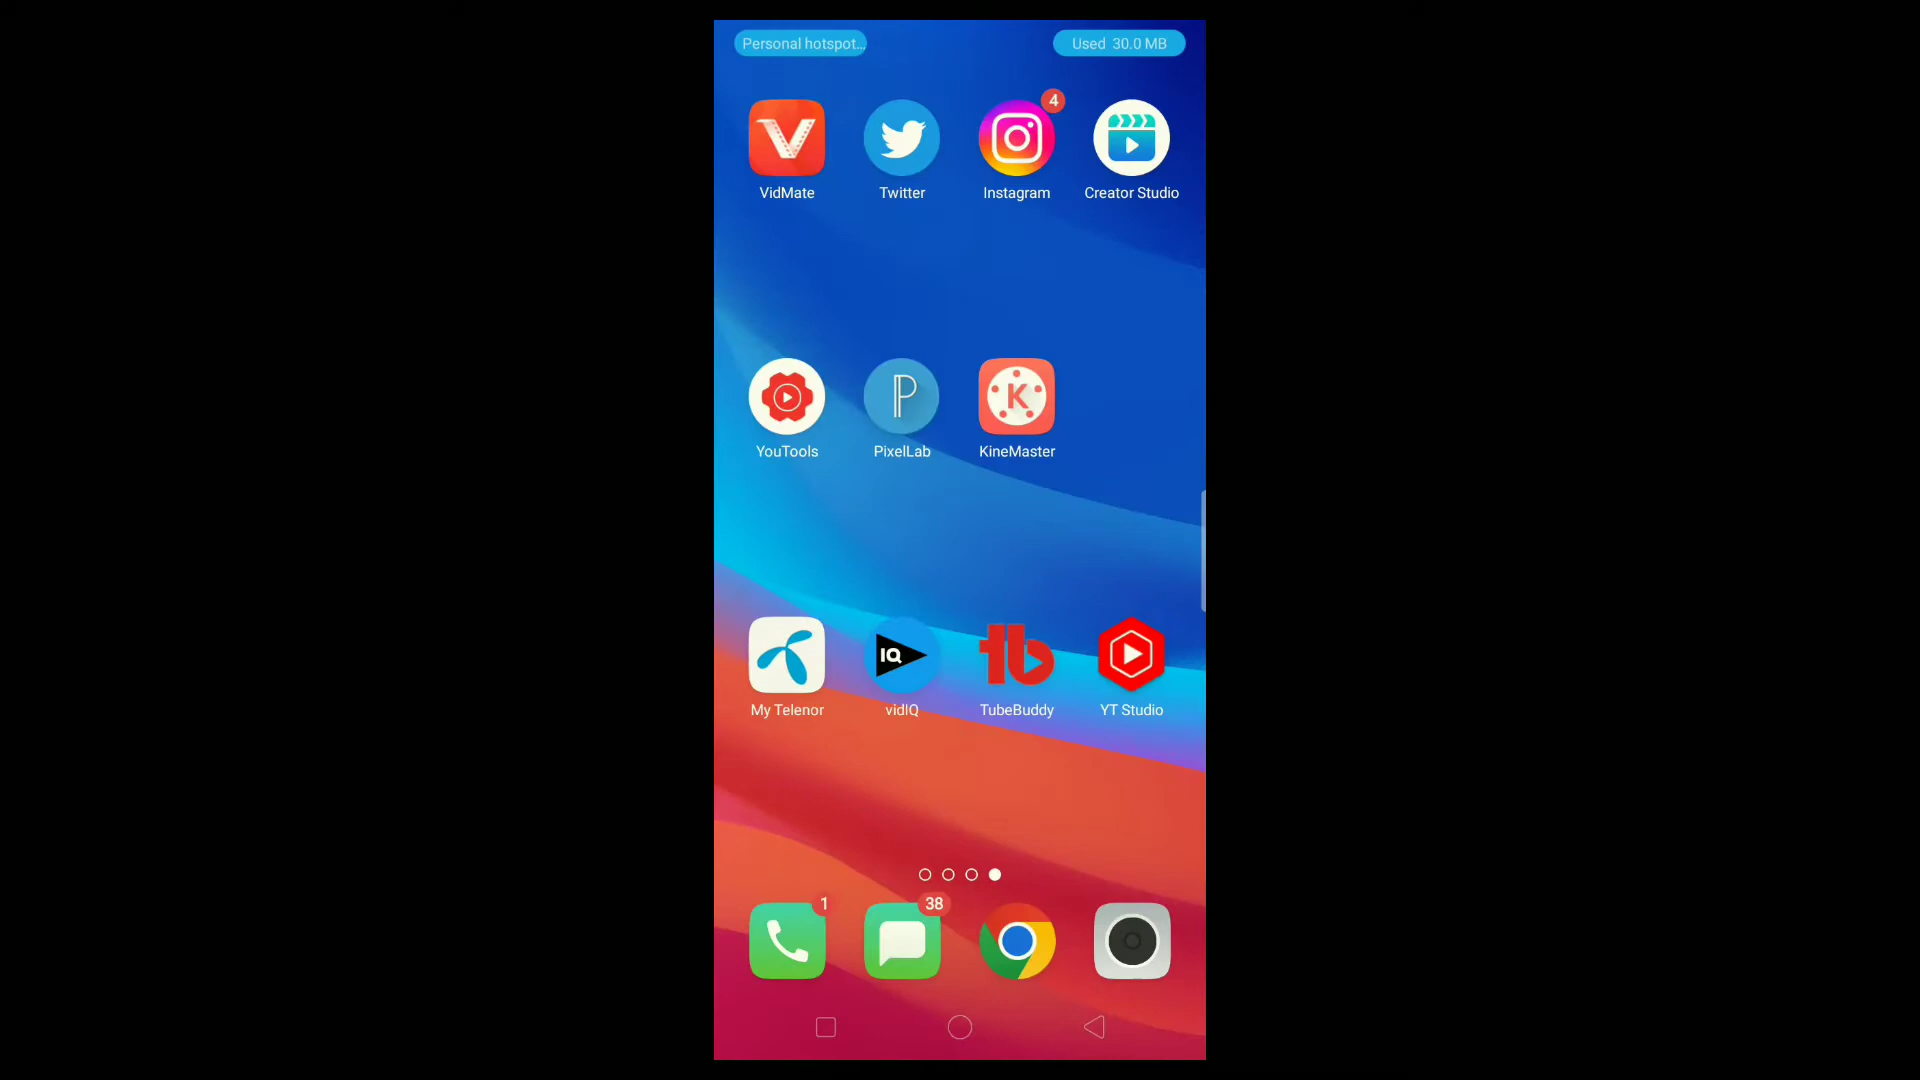 Personal hotspot... Used 30.0 MB
4
VidMate Twitter Instagram Creator Studio
YouTools PixelLab KineMaster
IQ
My Telenor vidIQ TubeBuddy YT Studio
1 38